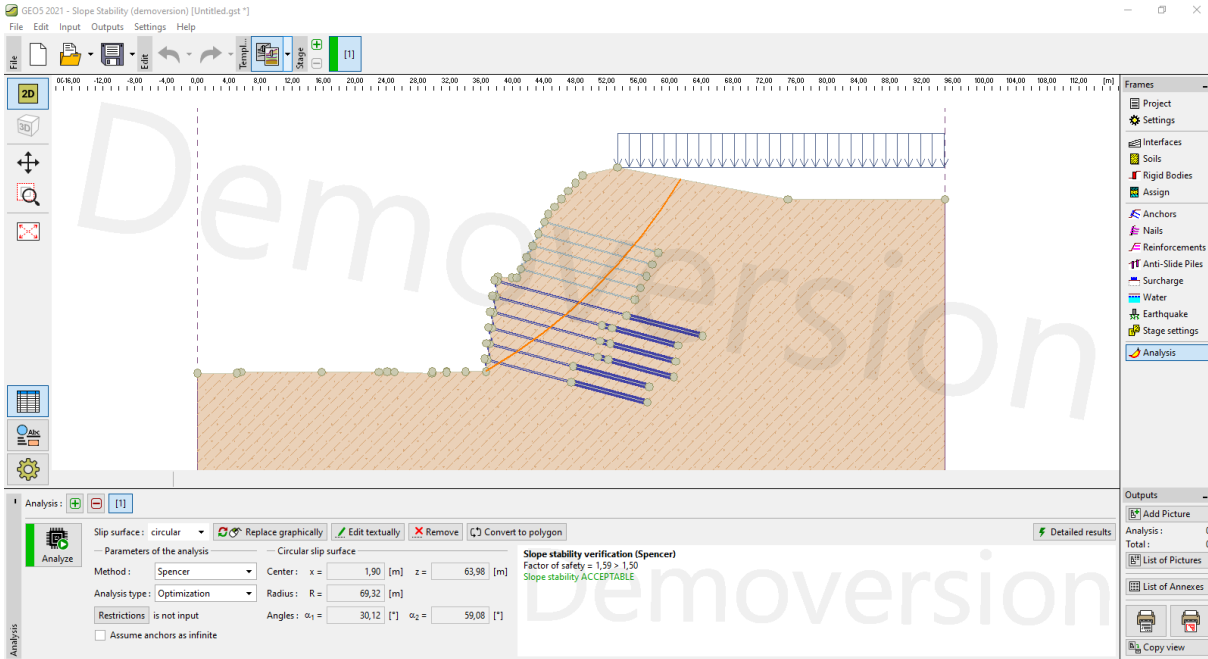 GEO5 2021 - Slope Stability (demoversion) [Untitled.gst *]
File Edit Input Outputs Settings Help
File Edit Templ... Stage [1]
2D 0,0 -16,00 -12,00 -8,00 -4,00 0,00 4,00 8,00 12,00 16,00 20,00 24,00 28,00 32,00 36,00 40,00 44,00 48,00 52,00 56,00 60,00 64,00 68,00 72,00 76,00 80,00 84,00 88,00 92,00 96,00 100,00 104,00 108,00 112,00 [m]
3D
Demoversion
Abc
Frames
Project
Settings
Interfaces
Soils
Rigid Bodies
Assign
Anchors
Nails
Reinforcements
Anti-Slide Piles
Surcharge
Water
Earthquake
Stage settings
Analysis
Analysis : [1]
Analyze
Analysis
Slip surface : circular Replace graphically Edit textually Remove Convert to polygon Detailed results
Parameters of the analysis
Method : Spencer
Analysis type : Optimization
Restrictions is not input
Assume anchors as infinite
Circular slip surface
Center : x = 1,90 [m] z = 63,98 [m]
Radius : R = 69,32 [m]
Angles : α1 = 30,12 [°] α2 = 59,08 [°]
Slope stability verification (Spencer)
Factor of safety = 1,59 > 1,50
Slope stability ACCEPTABLE
Demoversion
Outputs
Add Picture
Analysis :
Total :
List of Pictures
List of Annexes
Copy view